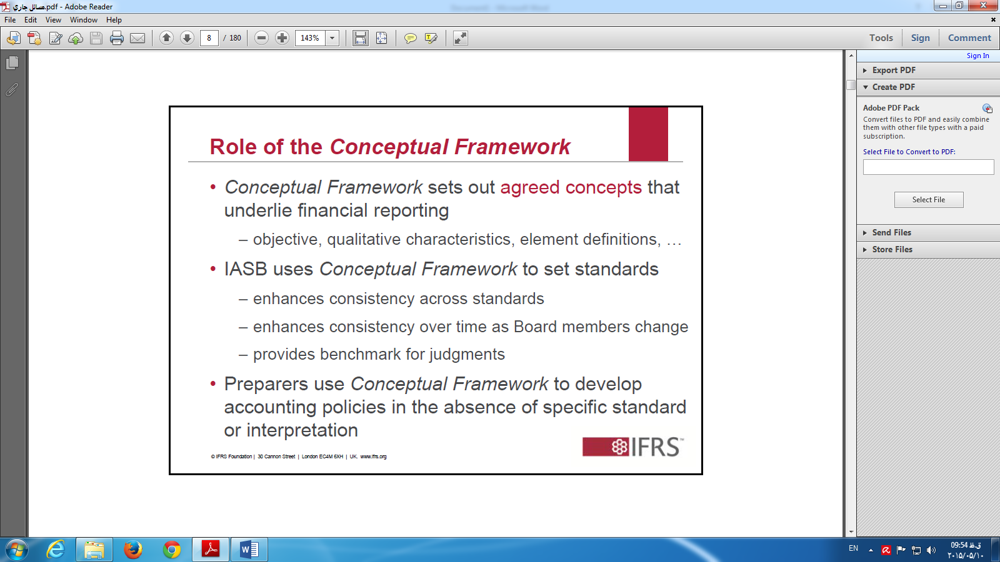 مسائل جاري.pdf - Adobe Reader
File Edit View Window Help
8 / 180 143% Tools Sign Comment
Sign In
Export PDF
Create PDF
Adobe PDF Pack
Convert files to PDF and easily combine
them with other file types with a paid
subscription.
Select File to Convert to PDF:
Select File
Send Files
Store Files
Role of the Conceptual Framework
• Conceptual Framework sets out agreed concepts that
underlie financial reporting
– objective, qualitative characteristics, element definitions, …
• IASB uses Conceptual Framework to set standards
– enhances consistency across standards
– enhances consistency over time as Board members change
– provides benchmark for judgments
• Preparers use Conceptual Framework to develop
accounting policies in the absence of specific standard
or interpretation
IFRS™
© IFRS Foundation | 30 Cannon Street | London EC4M 6XH | UK. www.ifrs.org
EN
09:54 ق.ظ
۲۰۱۵/۰۵/۱۰